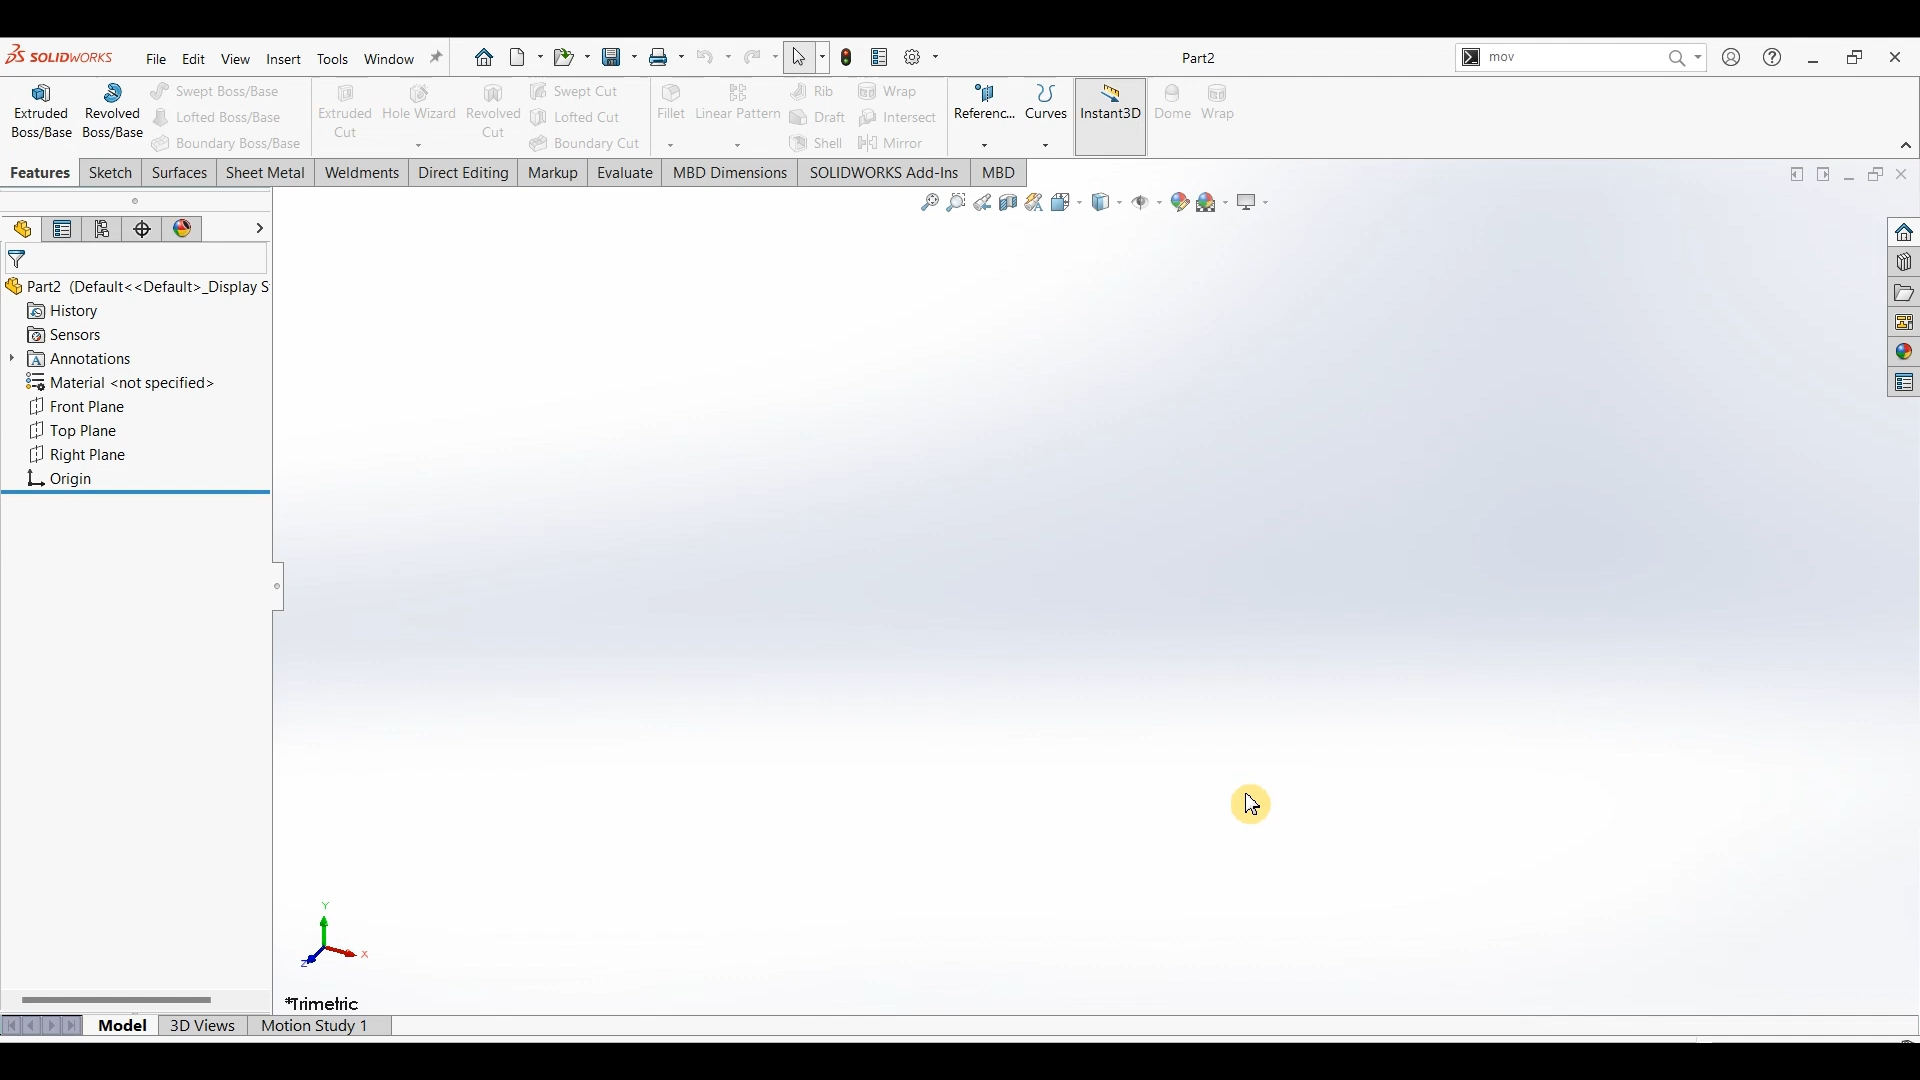 SOLIDWORKS File Edit View Insert Tools Window Part2 mov
Extruded Boss/Base
Revolved Boss/Base
Swept Boss/Base
Lofted Boss/Base
Boundary Boss/Base
Extruded Cut
Hole Wizard
Revolved Cut
Swept Cut
Lofted Cut
Boundary Cut
Fillet
Linear Pattern
Rib
Draft
Shell
Wrap
Intersect
Mirror
Referenc...
Curves
Instant3D
Dome
Wrap
Features Sketch Surfaces Sheet Metal Weldments Direct Editing Markup Evaluate MBD Dimensions SOLIDWORKS Add-Ins MBD
Part2 (Default<<Default>_Display S
History
Sensors
Annotations
Material <not specified>
Front Plane
Top Plane
Right Plane
Origin
Y
X
Z
*Trimetric
Model 3D Views Motion Study 1